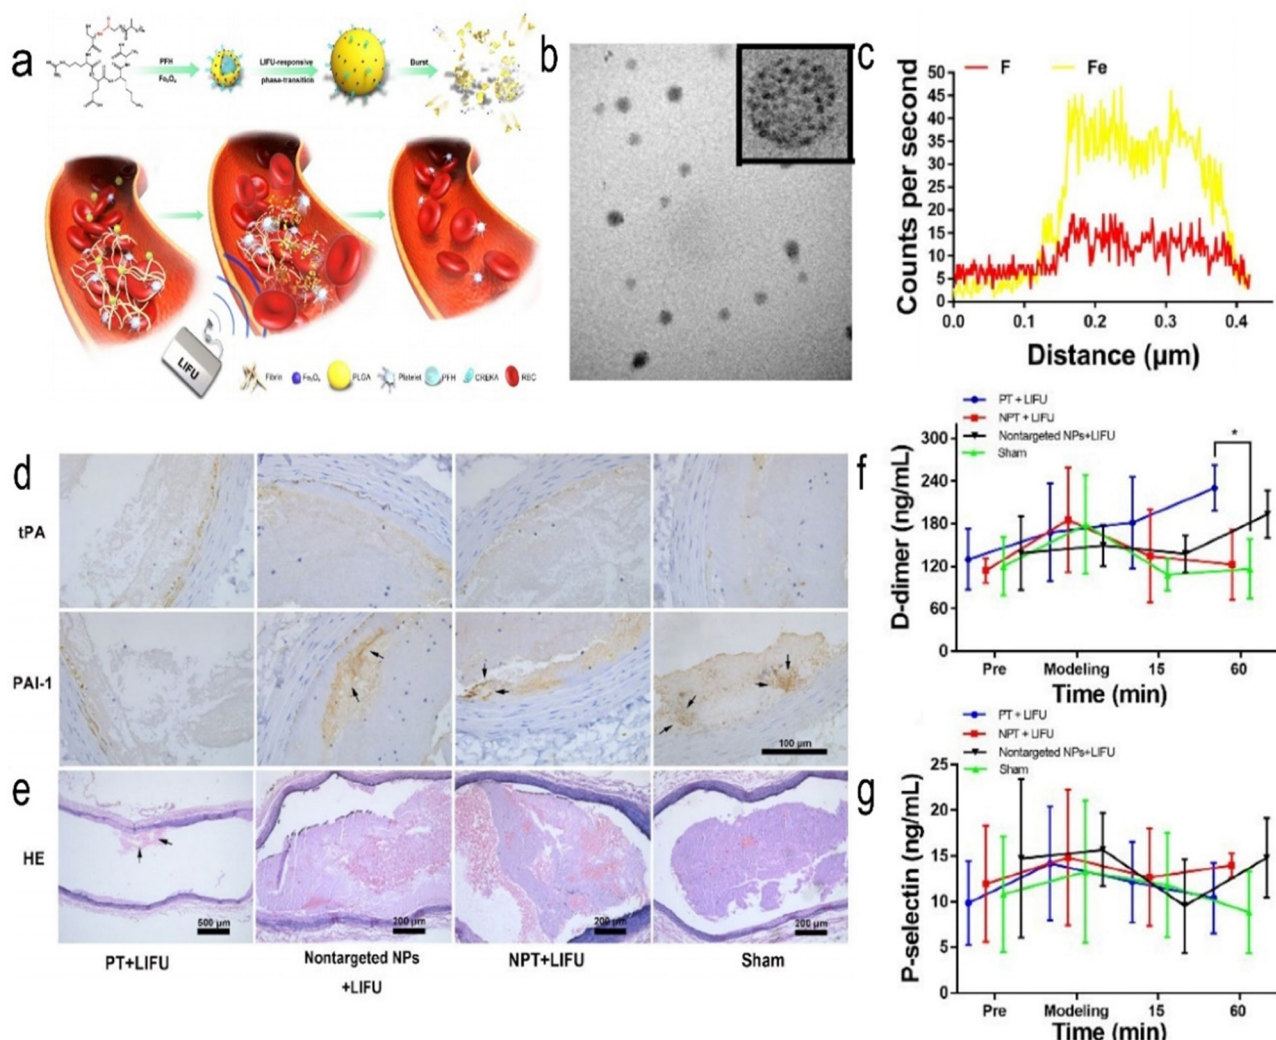 a
PFH
Fe₃O₄
LIFU-responsive
phase-transition
Burst
LIFU
Fibrin
Fe₃O₄
PLGA
Platelet
PFH
CREKA
RBC
b
c
F
Fe
Counts per second
50
45
40
35
30
25
20
15
10
5
0
0.0
0.1
0.2
0.3
0.4
Distance (µm)
d
tPA
PAI-1
100 µm
e
HE
500 µm
200 µm
200 µm
200 µm
PT+LIFU
Nontargeted NPs
+LIFU
NPT+LIFU
Sham
f
PT + LIFU
NPT + LIFU
Nontargeted NPs+LIFU
Sham
*
D-dimer (ng/mL)
300
240
180
120
60
0
Pre
Modeling
15
60
Time (min)
g
PT + LIFU
NPT + LIFU
Nontargeted NPs+LIFU
Sham
P-selectin (ng/mL)
25
20
15
10
5
0
Pre
Modeling
15
60
Time (min)